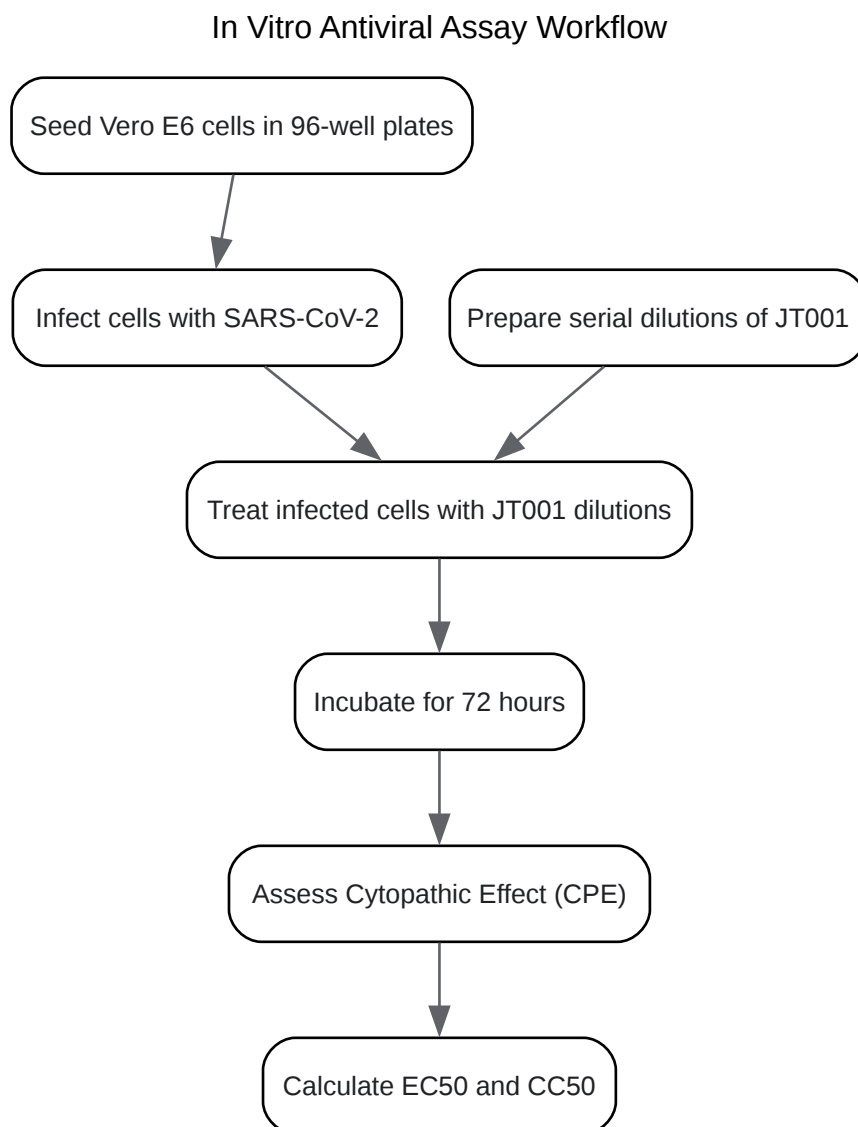 In Vitro Antiviral Assay Workflow
Seed Vero E6 cells in 96-well plates
Infect cells with SARS-CoV-2
Prepare serial dilutions of JT001
Treat infected cells with JT001 dilutions
Incubate for 72 hours
Assess Cytopathic Effect (CPE)
Calculate EC50 and CC50